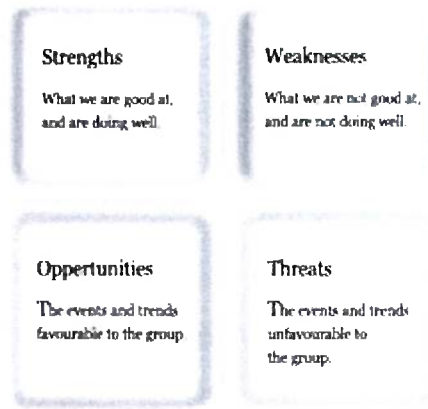 Strengths
What we are good at,
and are doing well.
Weaknesses
What we are not good at,
and are not doing well.
Oppertunities
The events and trends
favourable to the group
Threats
The events and trends
unfavourable to
the group.